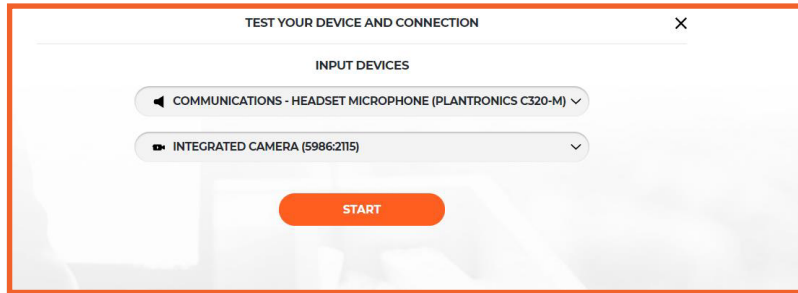 TEST YOUR DEVICE AND CONNECTION
INPUT DEVICES
COMMUNICATIONS - HEADSET MICROPHONE (PLANTRONICS C320-M)
INTEGRATED CAMERA (5986:2115)
START